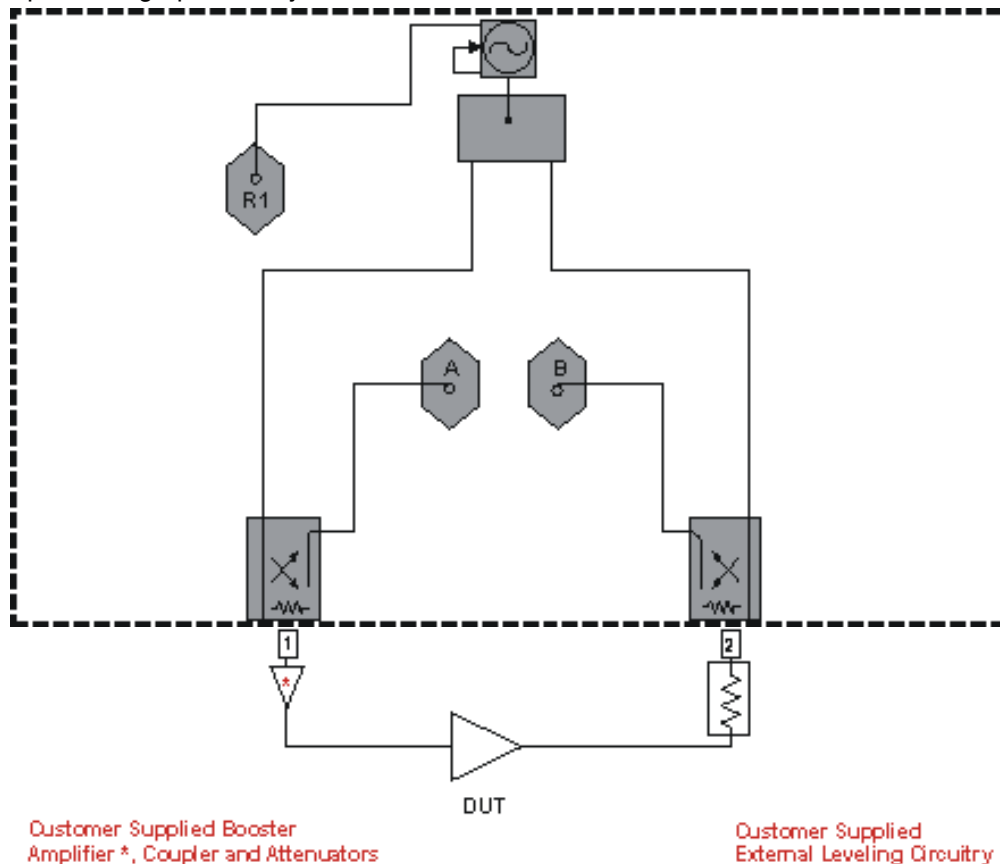 R1
A
B
1
2
*
DUT
Customer Supplied Booster
Amplifier *, Coupler and Attenuators
Customer Supplied
External Leveling Circuitry